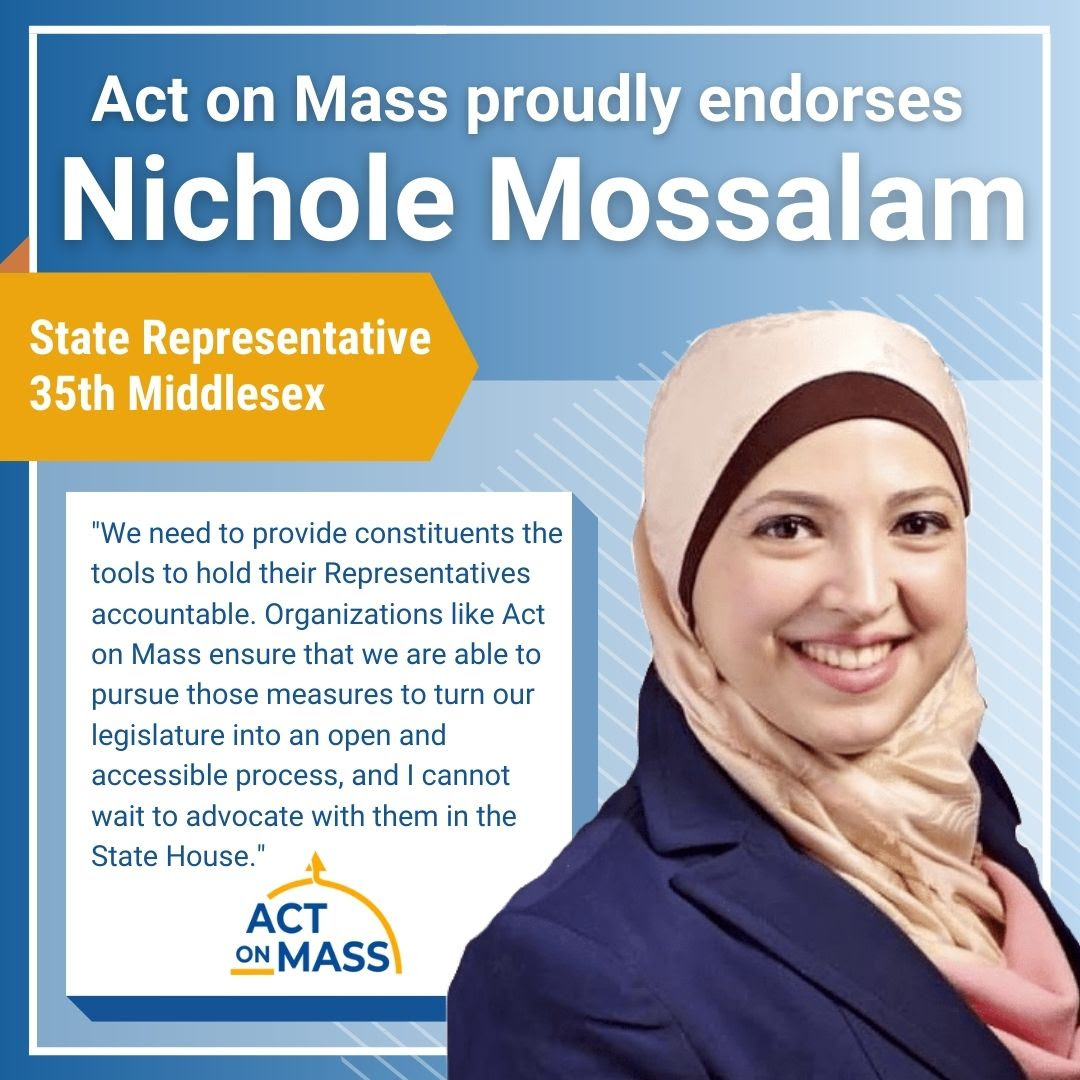 Act on Mass proudly endorses
Nichole Mossalam
State Representative
35th Middlesex
"We need to provide constituents the
tools to hold their Representatives
accountable. Organizations like Act
on Mass ensure that we are able to
pursue those measures to turn our
legislature into an open and
accessible process, and I cannot
wait to advocate with them in the
State House."
ACT
ON MASS